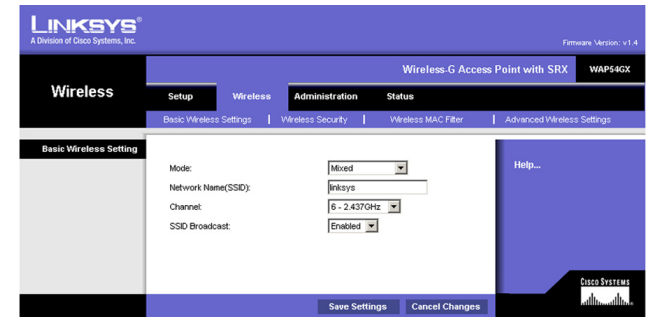 LINKSYS®
A Division of Cisco Systems, Inc.
Firmware Version: v1.4
Wireless-G Access Point with SRX WAP54GX
Wireless
Setup Wireless Administration Status
Basic Wireless Settings | Wireless Security | Wireless MAC Filter | Advanced Wireless Settings
Basic Wireless Setting
Help...
Mode: Mixed
Network Name(SSID): linksys
Channel: 6 - 2.437GHz
SSID Broadcast: Enabled
CISCO SYSTEMS
Save Settings Cancel Changes